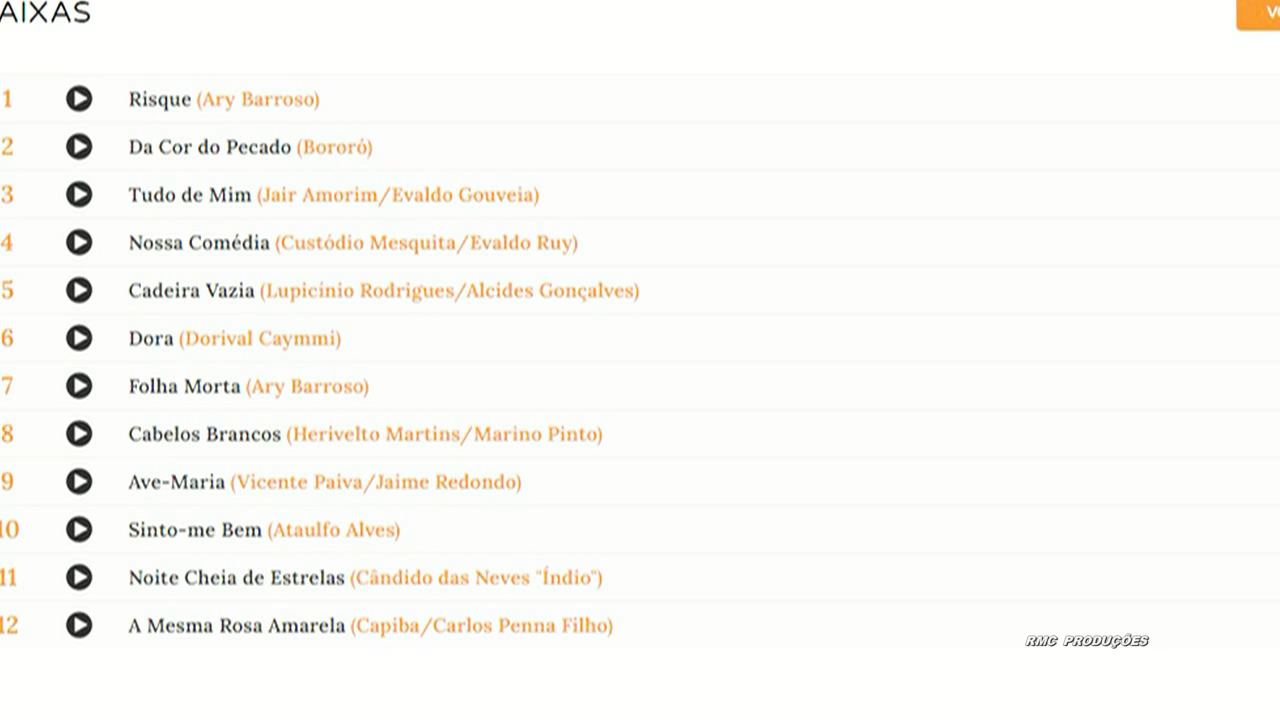 AIXAS
1 Risque (Ary Barroso)
2 Da Cor do Pecado (Bororó)
3 Tudo de Mim (Jair Amorim/Evaldo Gouveia)
4 Nossa Comédia (Custódio Mesquita/Evaldo Ruy)
5 Cadeira Vazia (Lupicínio Rodrigues/Alcides Gonçalves)
6 Dora (Dorival Caymmi)
7 Folha Morta (Ary Barroso)
8 Cabelos Brancos (Herivelto Martins/Marino Pinto)
9 Ave-Maria (Vicente Paiva/Jaime Redondo)
10 Sinto-me Bem (Ataulfo Alves)
11 Noite Cheia de Estrelas (Cândido das Neves "Índio")
12 A Mesma Rosa Amarela (Capiba/Carlos Penna Filho)
RMC PRODUÇÕES